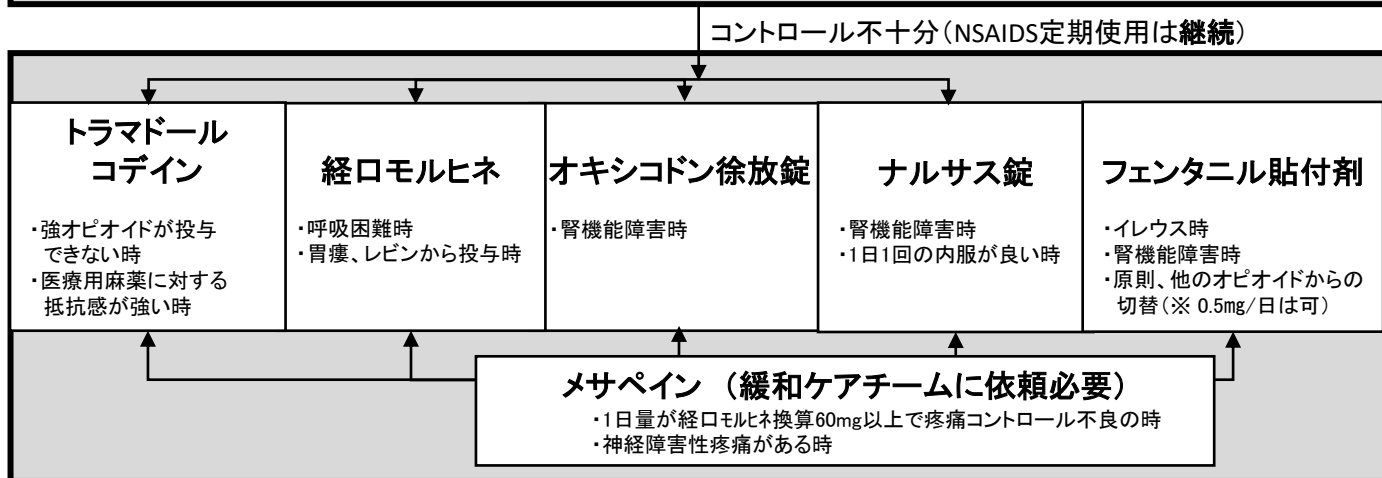 コントロール不十分（NSAIDS定期使用は継続）
トラマドール
コデイン
・強オピオイドが投与
できない時
・医療用麻薬に対する
抵抗感が強い時
経口モルヒネ
・呼吸困難時
・胃瘻、レビンから投与時
オキシコドン徐放錠
・腎機能障害時
ナルサス錠
・腎機能障害時
・1日1回の内服が良い時
フェンタニル貼付剤
・イレウス時
・腎機能障害時
・原則、他のオピオイドからの
切替（※ 0.5mg/日は可）
メサペイン （緩和ケアチームに依頼必要）
・1日量が経口モルヒネ換算60mg以上で疼痛コントロール不良の時
・神経障害性疼痛がある時